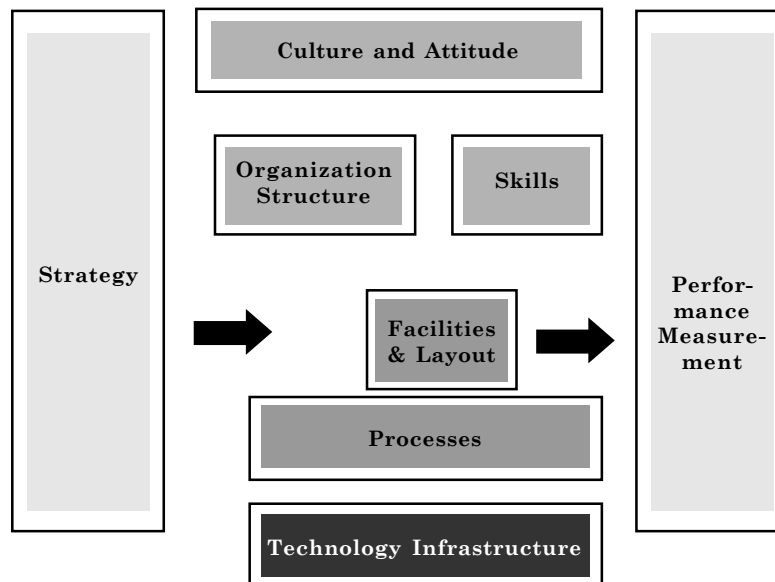 Culture and Attitude
Organization
Structure
Skills
Strategy
Facilities
& Layout
Perfor-
mance
Measure-
ment
Processes
Technology Infrastructure